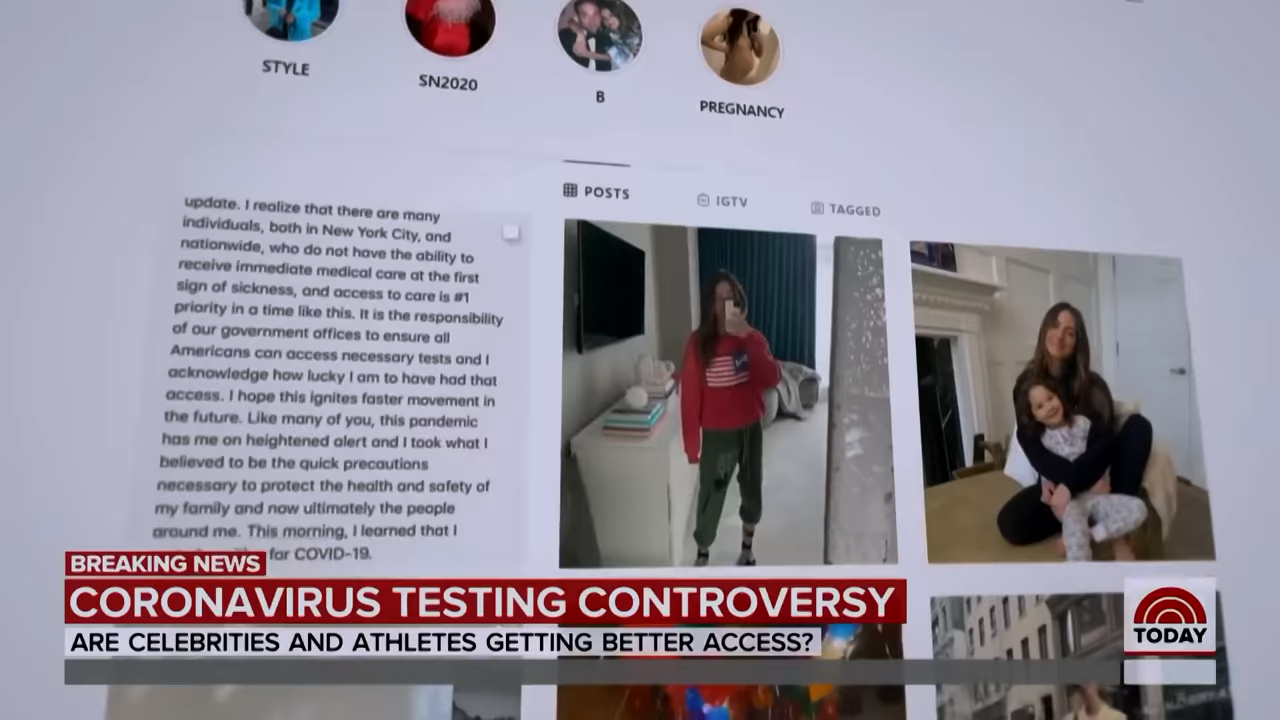 STYLE
SN2020
B
PREGNANCY
POSTS
IGTV
TAGGED
update. I realize that there are many
individuals, both in New York City, and
nationwide, who do not have the ability to
receive immediate medical care at the first
sign of sickness, and access to care is #1
priority in a time like this. It is the responsibility
of our government offices to ensure all
Americans can access necessary tests and I
acknowledge how lucky I am to have had that
access. I hope this ignites faster movement in
the future. Like many of you, this pandemic
has me on heightened alert and I took what I
believed to be the quick precautions
necessary to protect the health and safety of
my family and now ultimately the people
around me. This morning, I learned that I
for COVID-19.
BREAKING NEWS
CORONAVIRUS TESTING CONTROVERSY
ARE CELEBRITIES AND ATHLETES GETTING BETTER ACCESS?
TODAY